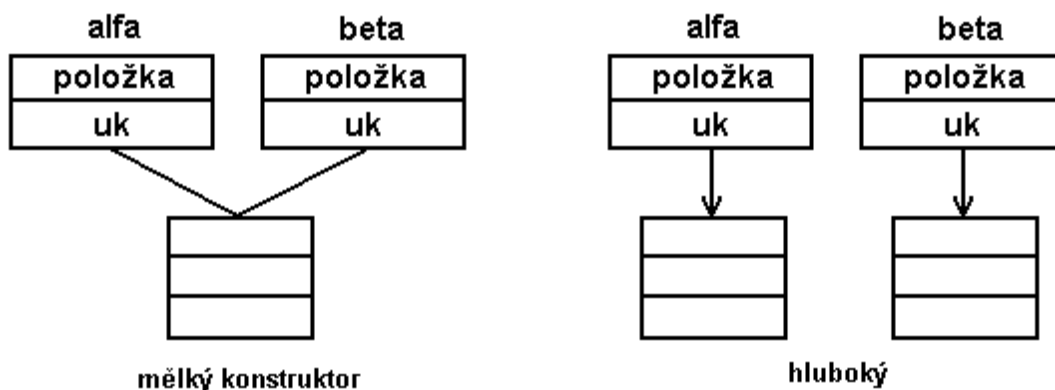 alfa beta alfa beta
položka položka položka položka
uk uk uk uk
mělký konstruktor hluboký